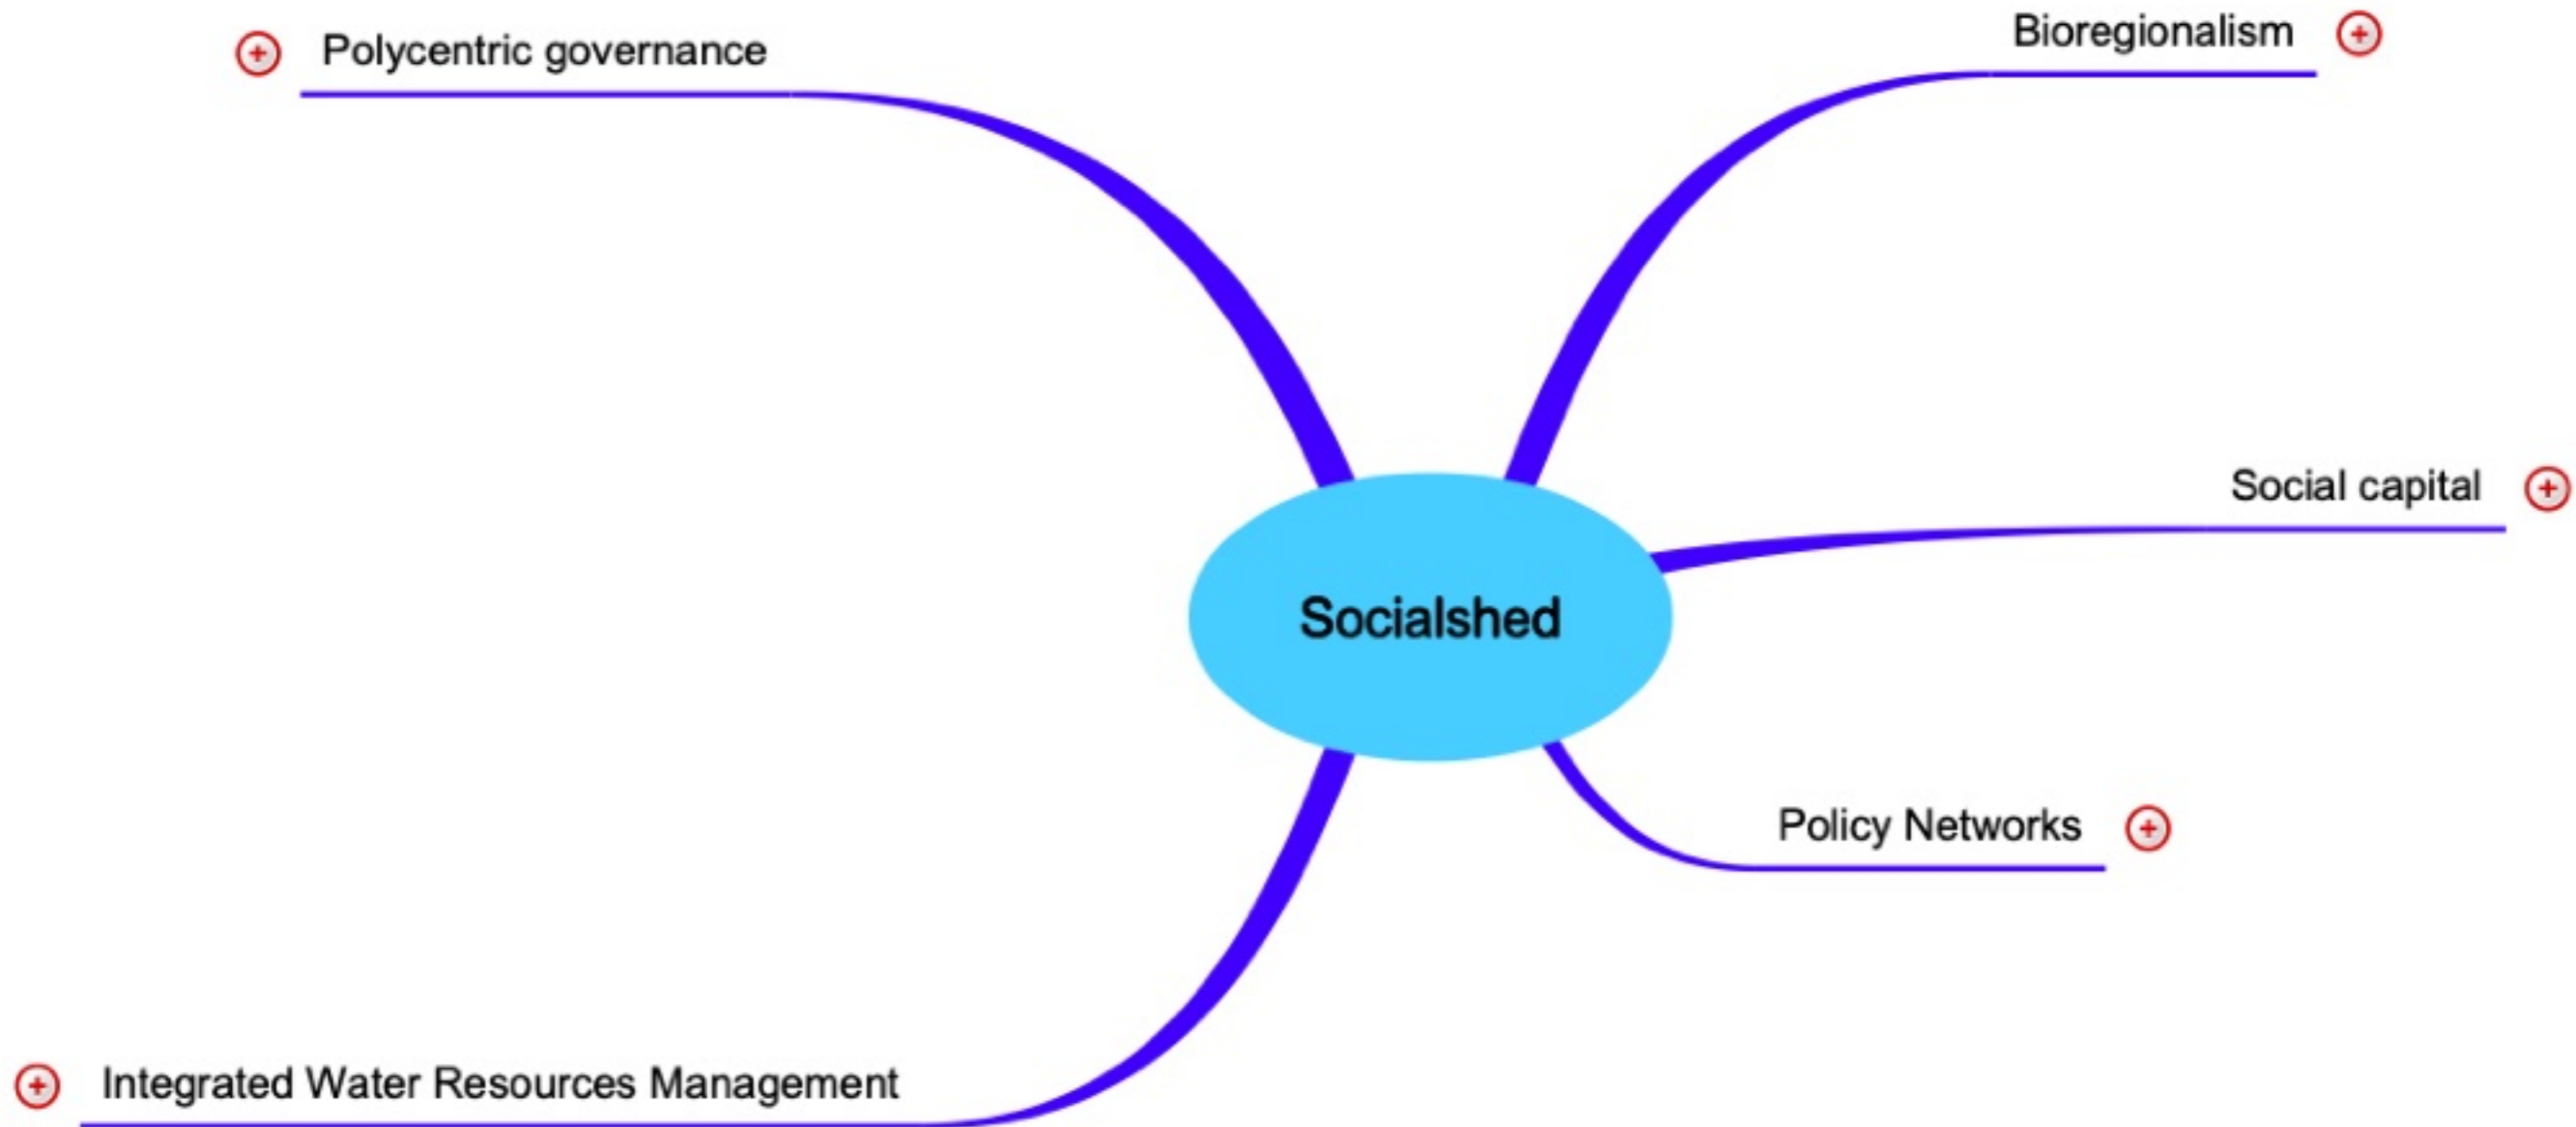 Polycentric governance
Bioregionalism
Social capital
Socialshed
Policy Networks
Integrated Water Resources Management